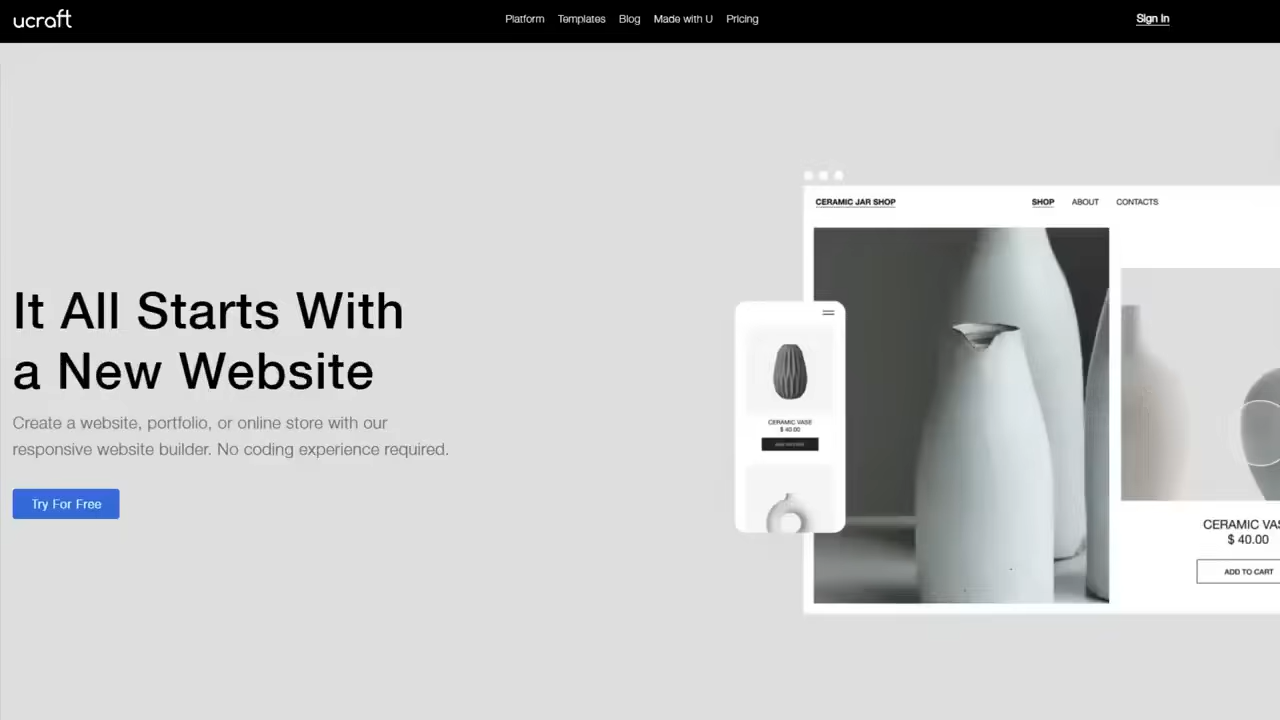 ucraft
Platform Templates Blog Made with U Pricing
Sign In
It All Starts With
a New Website
Create a website, portfolio, or online store with our
responsive website builder. No coding experience required.
Try For Free
CERAMIC JAR SHOP
SHOP ABOUT CONTACTS
CERAMIC VASE
$ 40.00
CERAMIC VAS
$ 40.00
ADD TO CART